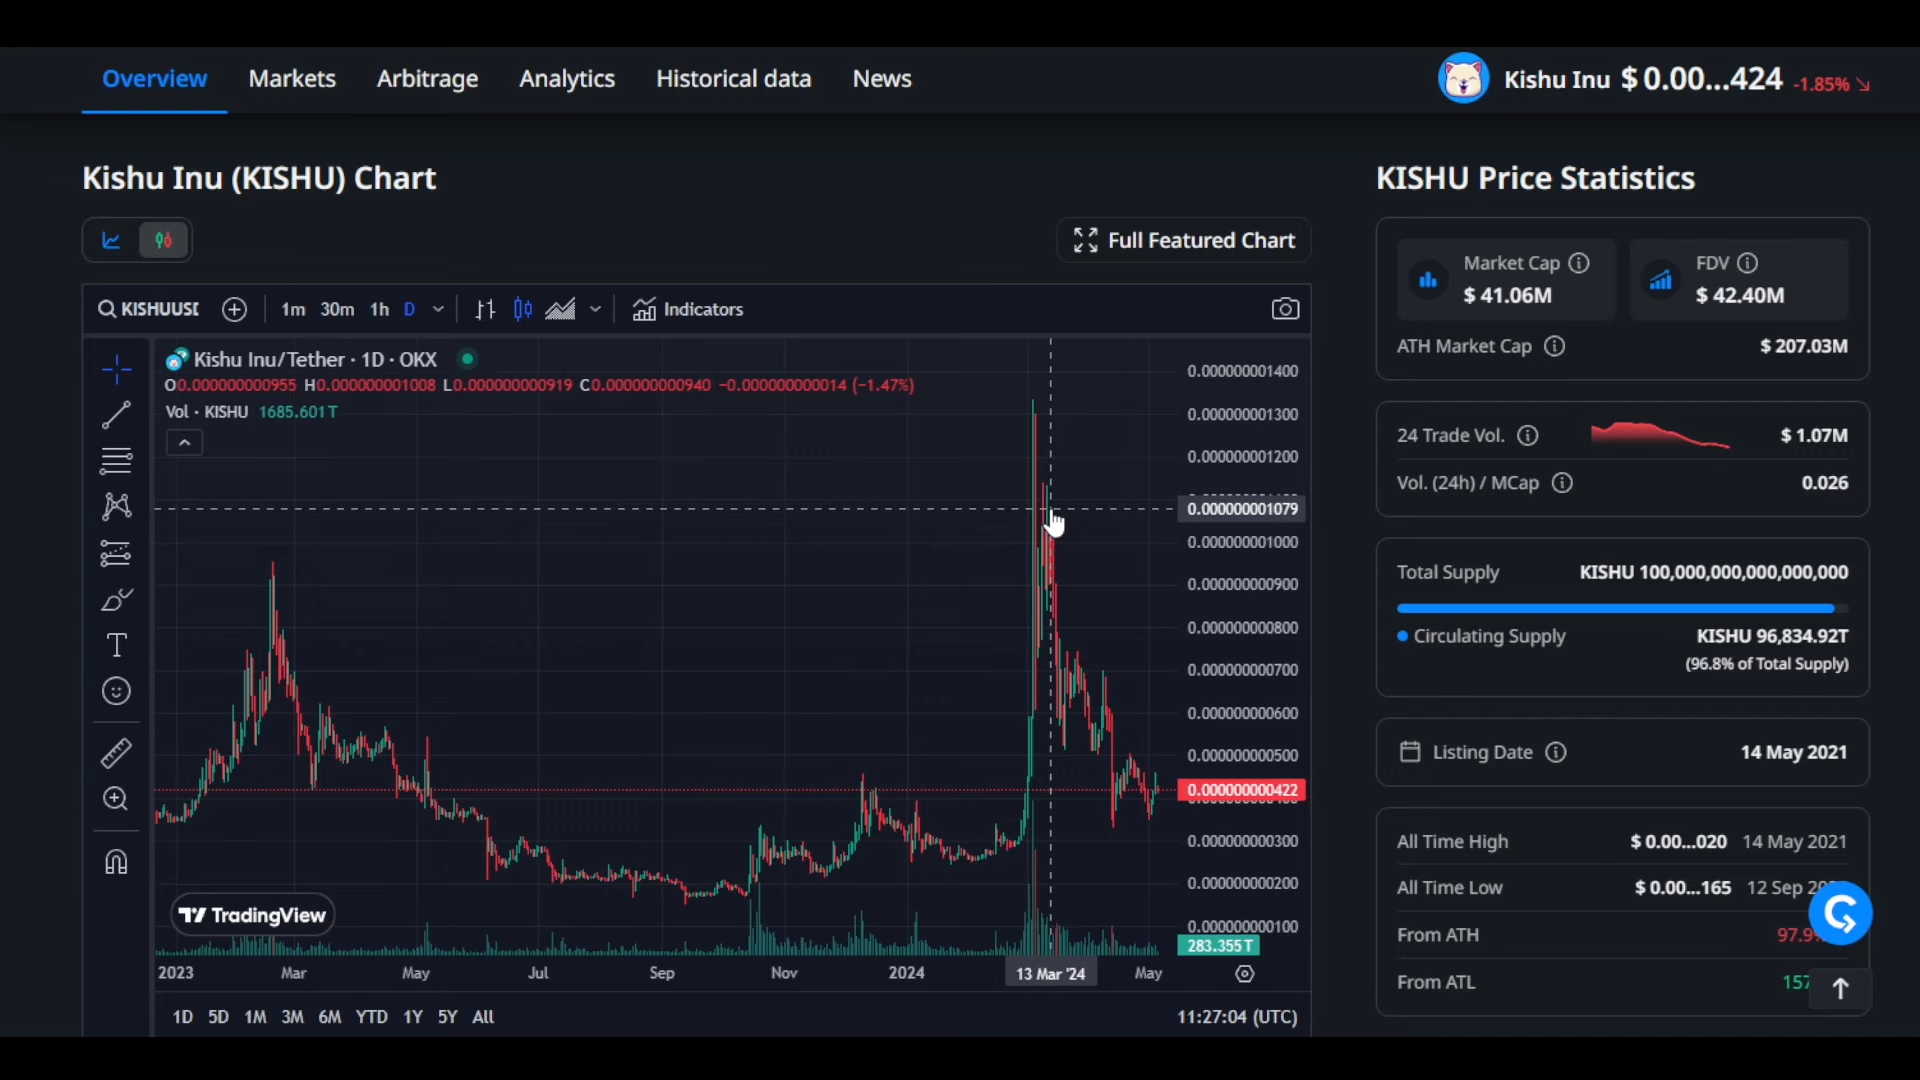 Overview Markets Arbitrage Analytics Historical data News
Kishu Inu $ 0.00...424 -1.85%
Kishu Inu (KISHU) Chart
Full Featured Chart
KISHUUSD 1m 30m 1h D Indicators
Kishu Inu/Tether · 1D · OKX
O0.000000000955 H0.000000001008 L0.000000000919 C0.000000000940 −0.000000000014 (−1.47%)
Vol · KISHU 1685.601T
0.000000001400
0.000000001300
0.000000001200
0.000000001079
0.000000001000
0.000000000900
0.000000000800
0.000000000700
0.000000000600
0.000000000500
0.000000000422
0.000000000300
0.000000000200
0.000000000100
283.355T
TradingView
2023 Mar May Jul Sep Nov 2024 13 Mar '24 May
1D 5D 1M 3M 6M YTD 1Y 5Y All
11:27:04 (UTC)
KISHU Price Statistics
Market Cap
$ 41.06M
FDV
$ 42.40M
ATH Market Cap $ 207.03M
24 Trade Vol. $ 1.07M
Vol. (24h) / MCap 0.026
Total Supply KISHU 100,000,000,000,000,000
Circulating Supply KISHU 96,834.92T
(96.8% of Total Supply)
Listing Date 14 May 2021
All Time High $ 0.00...020 14 May 2021
All Time Low $ 0.00...165 12 Sep
From ATH 97.9
From ATL 157